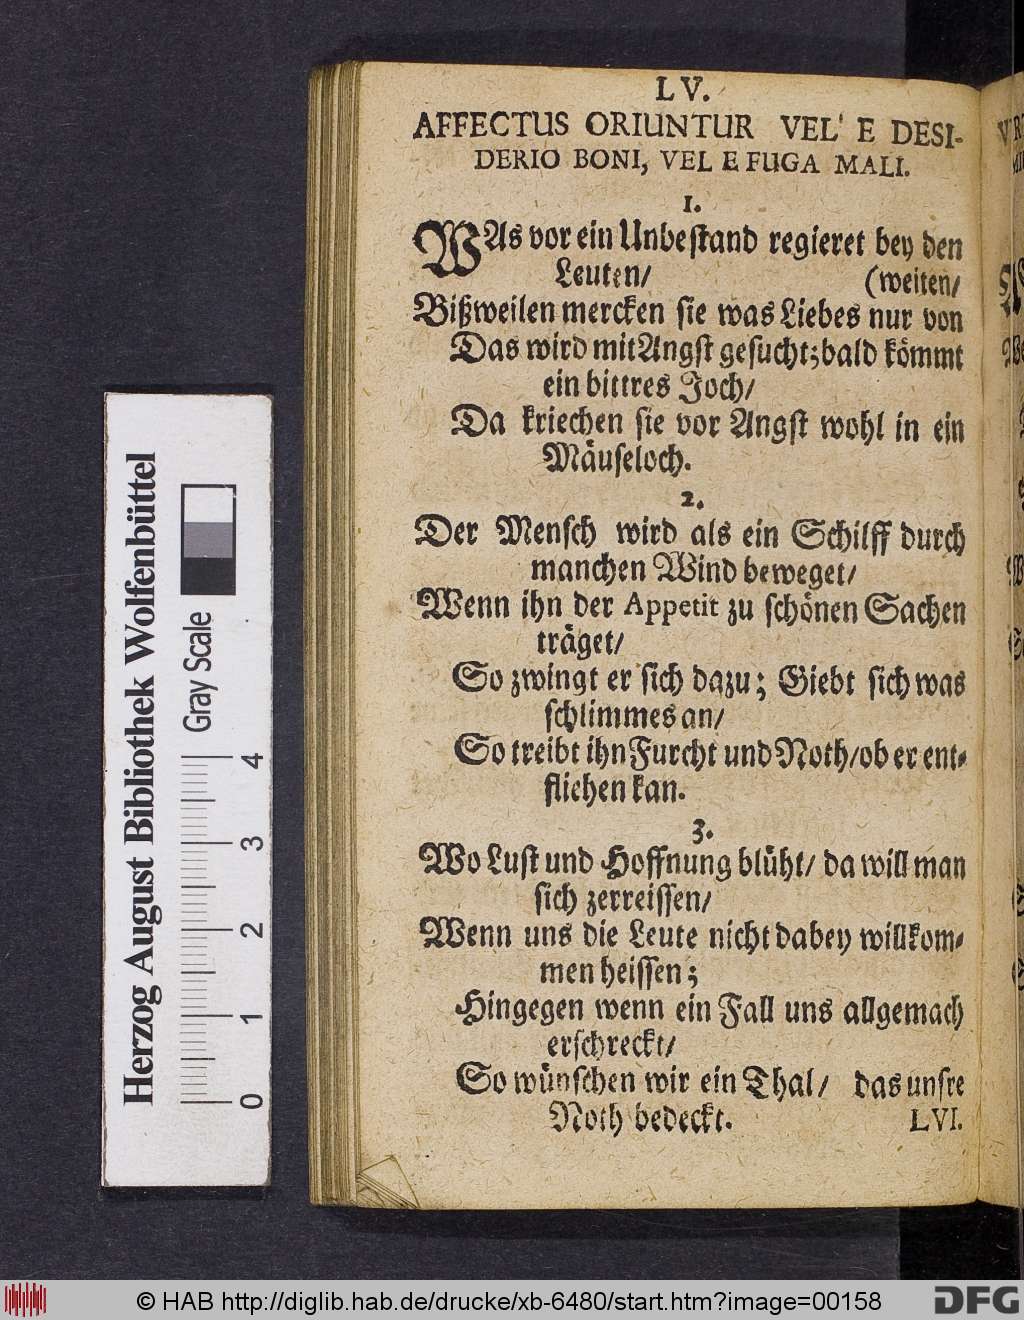 LV.
AFFECTUS ORIUNTUR VEL' E DESI-
DERIO BONI, VEL E FUGA MALI.
1.
WAs vor ein Unbestand regieret bey den
Leuten/ (weiten/
Bißweilen mercken sie was Liebes nur von
Das wird mit Angst gesucht; bald kömmt
ein bittres Joch/
Da kriechen sie vor Angst wohl in ein
Mäuseloch.
2.
Der Mensch wird als ein Schilff durch
manchen Wind beweget/
Wenn ihn der Appetit zu schönen Sachen
träget/
So zwingt er sich dazu; Giebt sich was
schlimmes an/
So treibt ihn Furcht und Noth/ ob er ent-
fliehen kan.
3.
Wo Lust und Hoffnung blüht/ da will man
sich zerreissen/
Wenn uns die Leute nicht dabey willkom-
men heissen;
Hingegen wenn ein Fall uns allgemach
erschreckt/
So wünschen wir ein Thal/ das unsre
Noth bedeckt. LVI.
Herzog August Bibliothek Wolfenbüttel
Gray Scale
0 1 2 3 4
© HAB http://diglib.hab.de/drucke/xb-6480/start.htm?image=00158
DFG